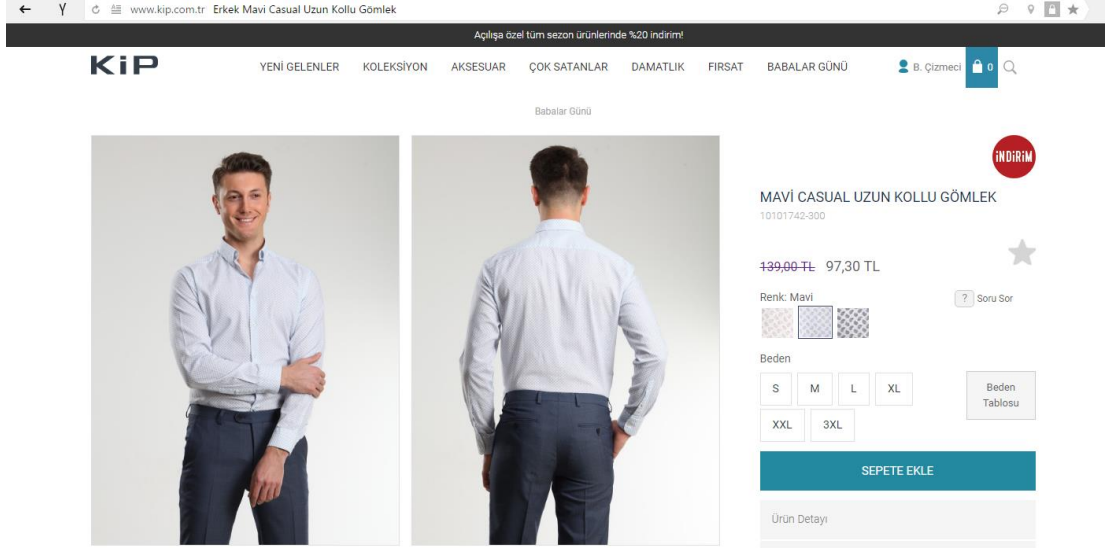 www.kip.com.tr Erkek Mavi Casual Uzun Kollu Gömlek
Açılışa özel tüm sezon ürünlerinde %20 indirim!
KiP
YENİ GELENLER KOLEKSİYON AKSESUAR ÇOK SATANLAR DAMATLIK FIRSAT BABALAR GÜNÜ B. Çizmeci 0
Babalar Günü
iNDiRiM
MAVİ CASUAL UZUN KOLLU GÖMLEK
10101742-300
139,00 TL 97,30 TL
Renk: Mavi ? Soru Sor
Beden
S M L XL Beden Tablosu
XXL 3XL
SEPETE EKLE
Ürün Detayı